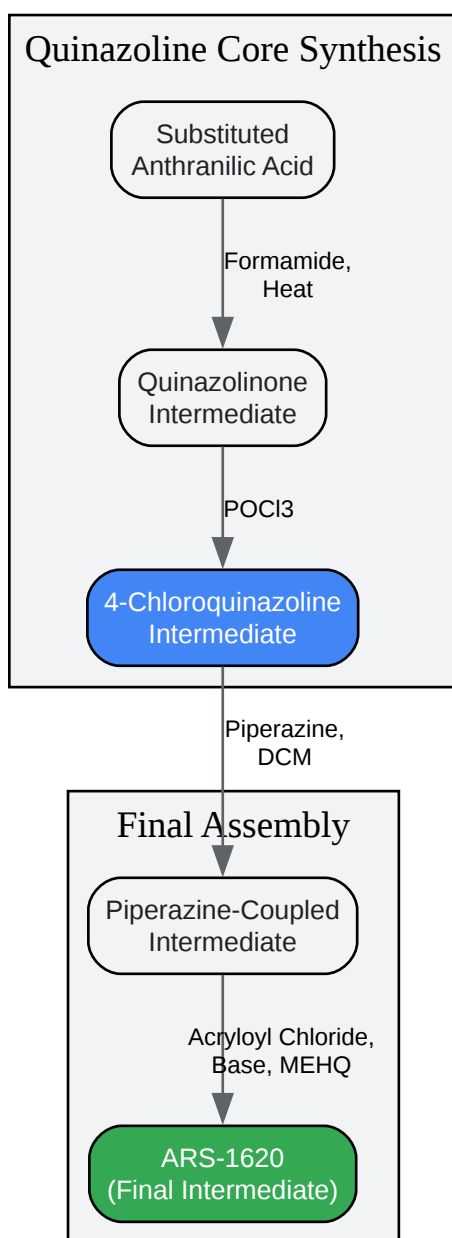 Quinazoline Core Synthesis
Substituted
Anthranilic Acid
Formamide,
Heat
Quinazolinone
Intermediate
POCl3
4-Chloroquinazoline
Intermediate
Piperazine,
DCM
Final Assembly
Piperazine-Coupled
Intermediate
Acryloyl Chloride,
Base, MEHQ
ARS-1620
(Final Intermediate)